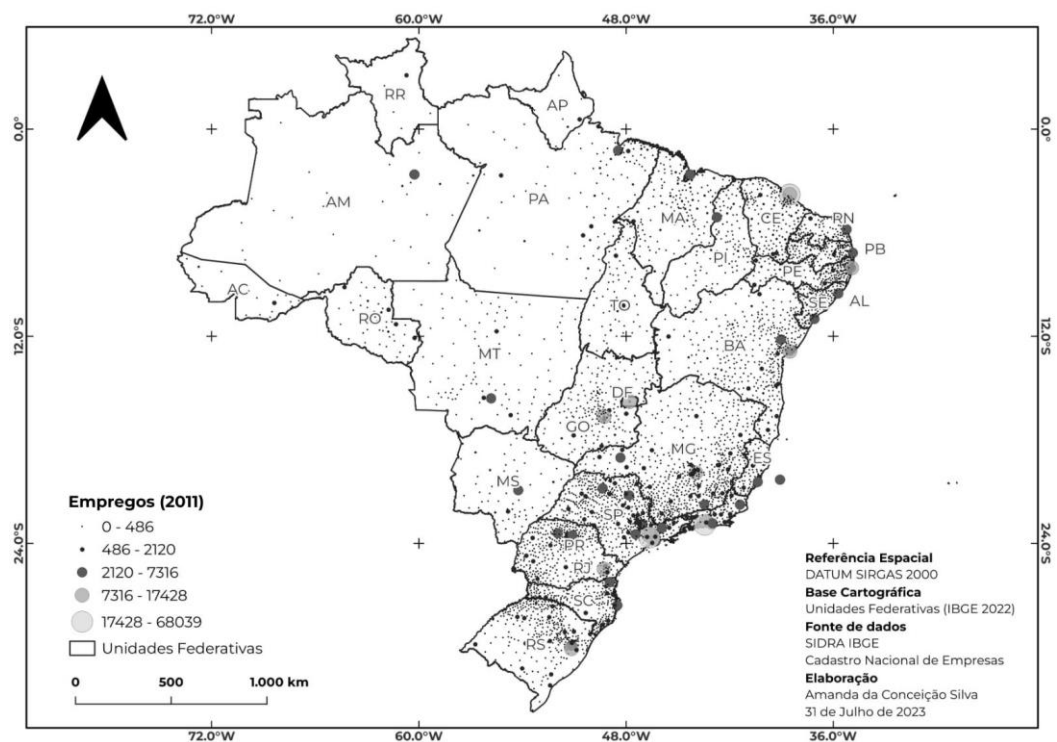 72.0°W 60.0°W 48.0°W 36.0°W
RR
AP
0.0° 0.0°
AM
PA
MA
CE
RN
PB
PI
PE
AC
TO
SE
AL
RO
12.0°S 12.0°S
BA
MT
DF
GO
MG
ES
MS
SP
24.0°S 24.0°S
PR
RJ
SC
RS
Empregos (2011)
0 - 486
486 - 2120
2120 - 7316
7316 - 17428
17428 - 68039
Unidades Federativas
0 500 1.000 km
Referência Espacial
DATUM SIRGAS 2000
Base Cartográfica
Unidades Federativas (IBGE 2022)
Fonte de dados
SIDRA IBGE
Cadastro Nacional de Empresas
Elaboração
Amanda da Conceição Silva
31 de Julho de 2023
72.0°W 60.0°W 48.0°W 36.0°W